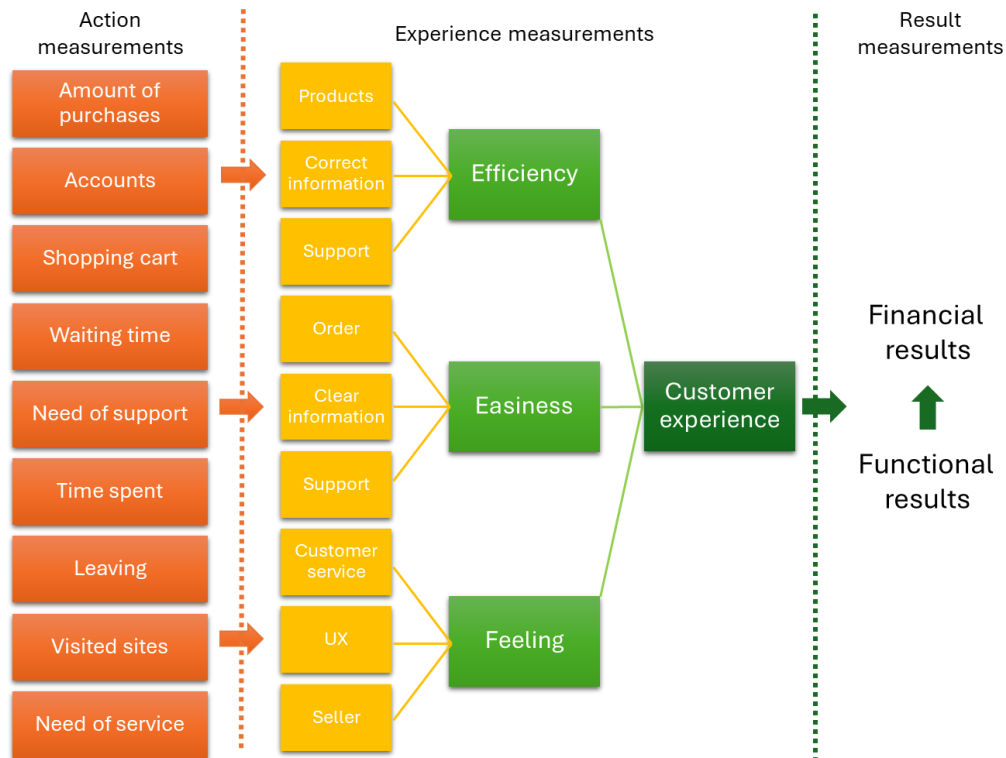 Action
measurements
Amount of
purchases
Accounts
Shopping cart
Waiting time
Need of support
Time spent
Leaving
Visited sites
Need of service
Experience measurements
Products
Correct
information
Support
Order
Clear
information
Support
Customer
service
UX
Seller
Efficiency
Easiness
Feeling
Customer
experience
Result
measurements
Financial
results
Functional
results